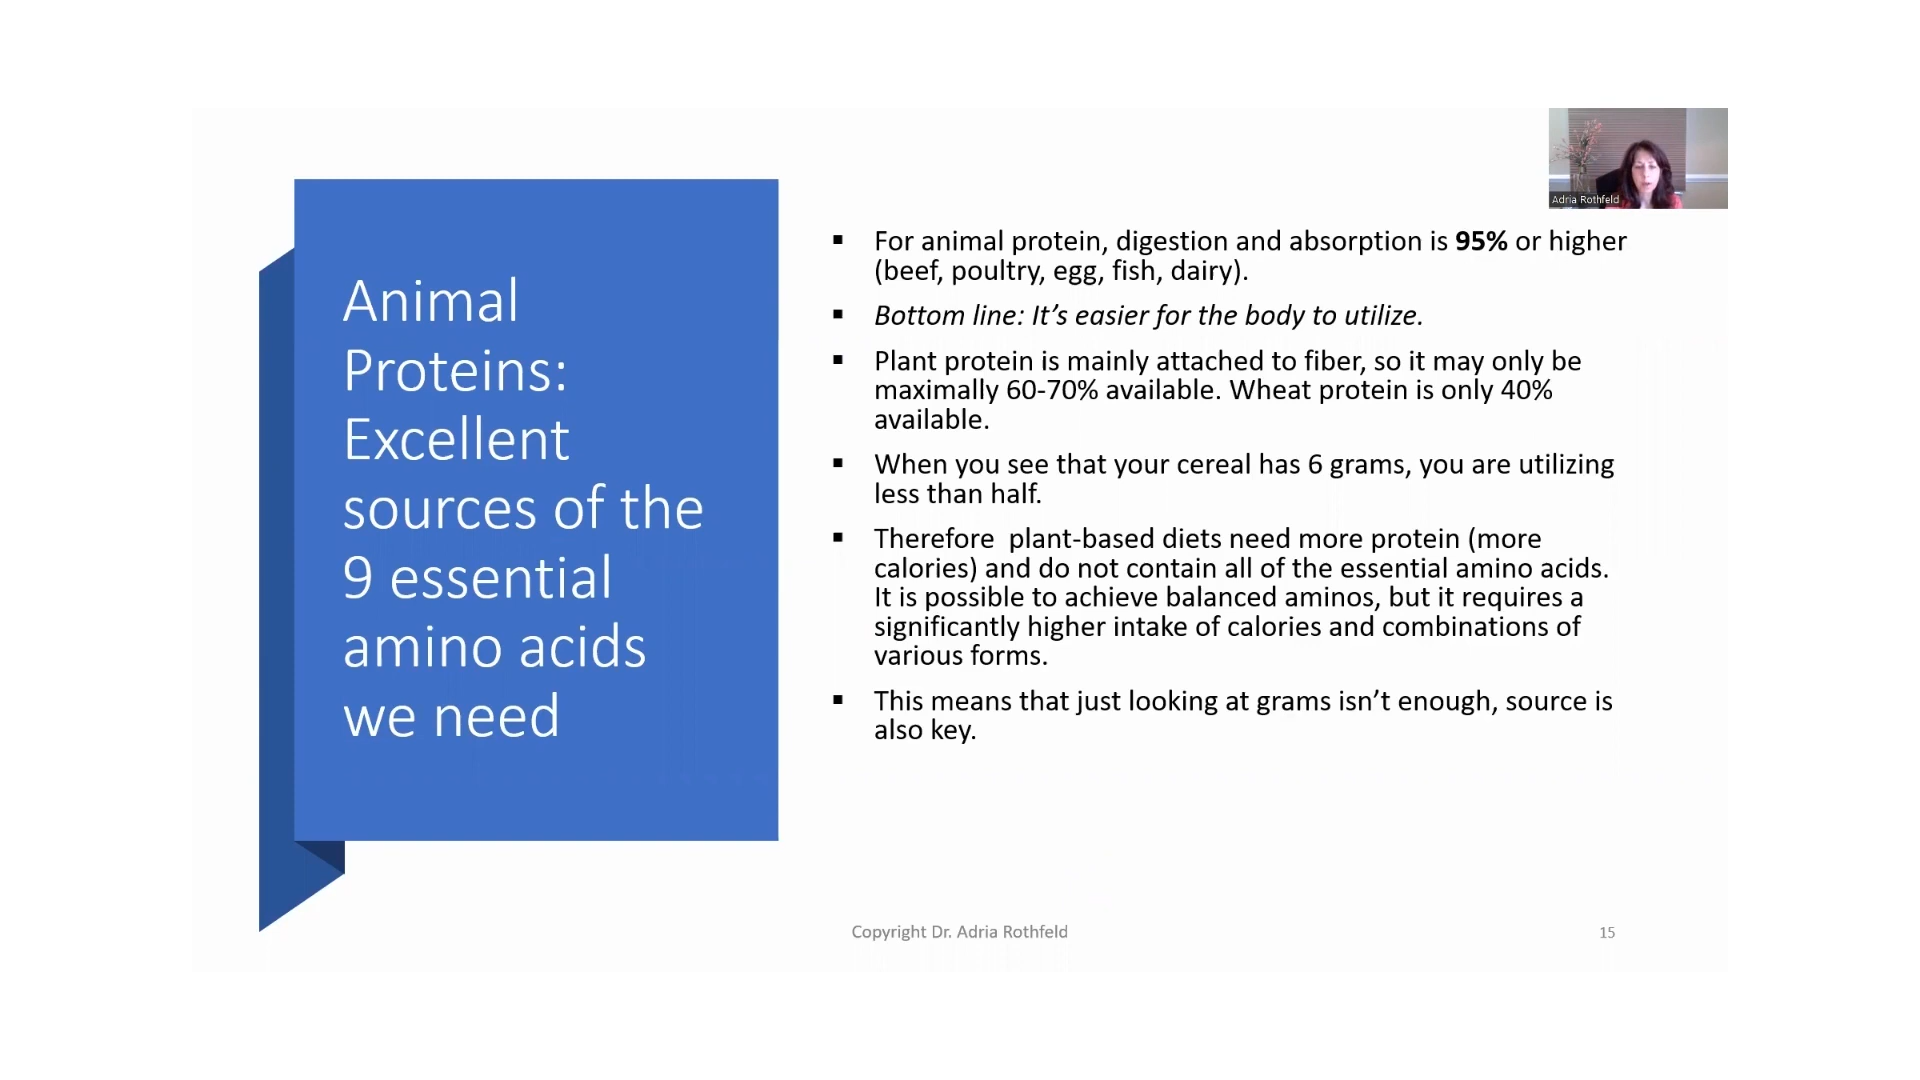 Animal
Proteins:
Excellent
sources of the
9 essential
amino acids
we need
Adria Rothfeld
▪ For animal protein, digestion and absorption is 95% or higher
(beef, poultry, egg, fish, dairy).
▪ Bottom line: It’s easier for the body to utilize.
▪ Plant protein is mainly attached to fiber, so it may only be
maximally 60-70% available. Wheat protein is only 40%
available.
▪ When you see that your cereal has 6 grams, you are utilizing
less than half.
▪ Therefore  plant-based diets need more protein (more
calories) and do not contain all of the essential amino acids.
It is possible to achieve balanced aminos, but it requires a
significantly higher intake of calories and combinations of
various forms.
▪ This means that just looking at grams isn’t enough, source is
also key.
Copyright Dr. Adria Rothfeld
15